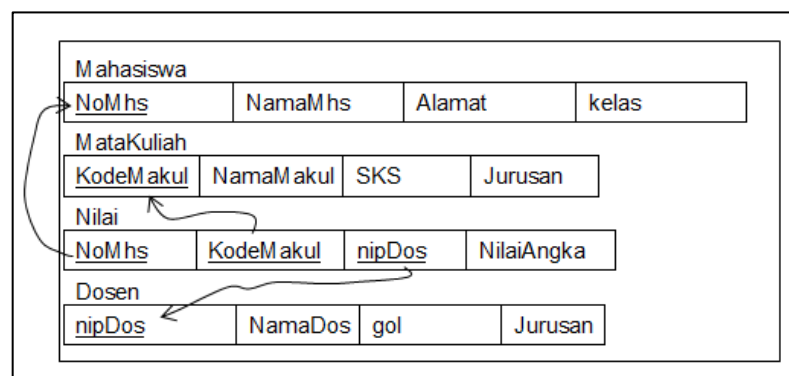 Mahasiswa
NoMhs NamaMhs Alamat kelas
MataKuliah
KodeMakul NamaMakul SKS Jurusan
Nilai
NoMhs KodeMakul nipDos NilaiAngka
Dosen
nipDos NamaDos gol Jurusan